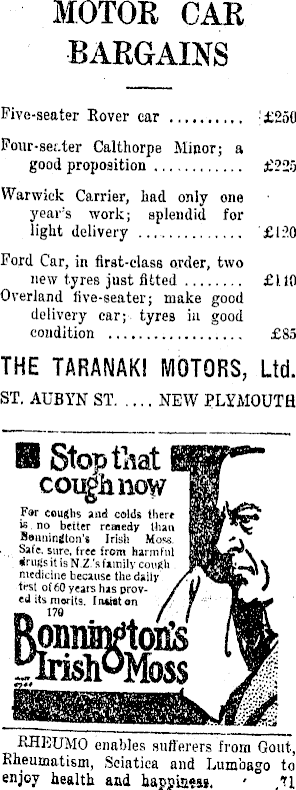 MOTOR CAR
BARGAINS
Five-seater Rover car .......... £250
Four-seater Calthorpe Minor; a
good proposition ............ £225
Warwick Carrier, had only one
year's work; splendid for
light delivery .............. £120
Ford Car, in first-class order, two
new tyres just fitted ........ £110
Overland five-seater; make good
delivery car; tyres in good
condition .................. £85
THE TARANAKI MOTORS, Ltd.
ST. AUBYN ST. .... NEW PLYMOUTH
Stop that
cough now
For coughs and colds there
is no better remedy than
Bonnington's Irish Moss.
Safe, sure, free from harmful
drugs it is N.Z.'s family cough
medicine because the daily
test of 60 years has prov-
ed its merits. Insist on
179
Bonnington's
Irish Moss
RHEUMO enables sufferers from Gout,
Rheumatism, Sciatica and Lumbago to
enjoy health and happiness. 71